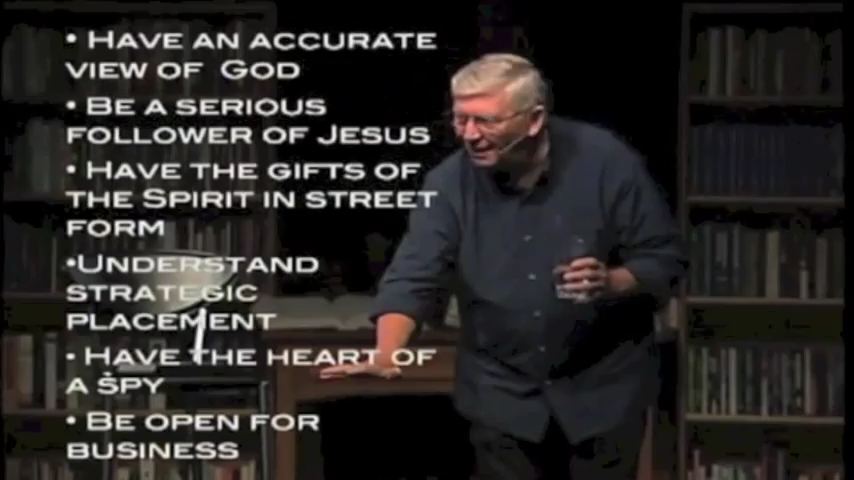 • HAVE AN ACCURATE
VIEW OF GOD
• BE A SERIOUS
FOLLOWER OF JESUS
• HAVE THE GIFTS OF
THE SPIRIT IN STREET
FORM
•UNDERSTAND
STRATEGIC
PLACEMENT
• HAVE THE HEART OF
A SPY
• BE OPEN FOR
BUSINESS